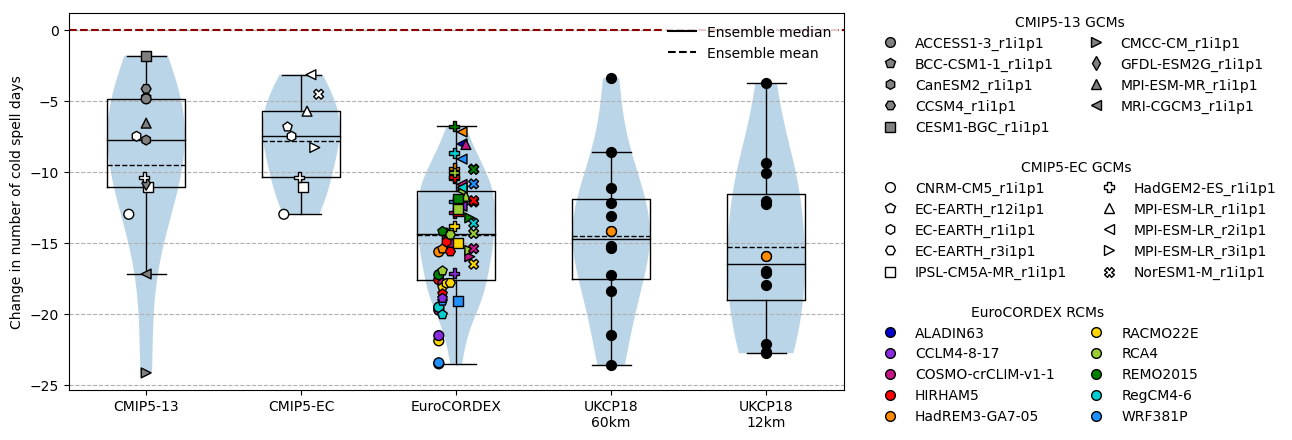 Change in number of cold spell days
0
−5
−10
−15
−20
−25
Ensemble median
Ensemble mean
CMIP5-13
CMIP5-EC
EuroCORDEX
UKCP18
60km
UKCP18
12km
CMIP5-13 GCMs
ACCESS1-3_r1i1p1
BCC-CSM1-1_r1i1p1
CanESM2_r1i1p1
CCSM4_r1i1p1
CESM1-BGC_r1i1p1
CMCC-CM_r1i1p1
GFDL-ESM2G_r1i1p1
MPI-ESM-MR_r1i1p1
MRI-CGCM3_r1i1p1
CMIP5-EC GCMs
CNRM-CM5_r1i1p1
EC-EARTH_r12i1p1
EC-EARTH_r1i1p1
EC-EARTH_r3i1p1
IPSL-CM5A-MR_r1i1p1
HadGEM2-ES_r1i1p1
MPI-ESM-LR_r1i1p1
MPI-ESM-LR_r2i1p1
MPI-ESM-LR_r3i1p1
NorESM1-M_r1i1p1
EuroCORDEX RCMs
ALADIN63
CCLM4-8-17
COSMO-crCLIM-v1-1
HIRHAM5
HadREM3-GA7-05
RACMO22E
RCA4
REMO2015
RegCM4-6
WRF381P